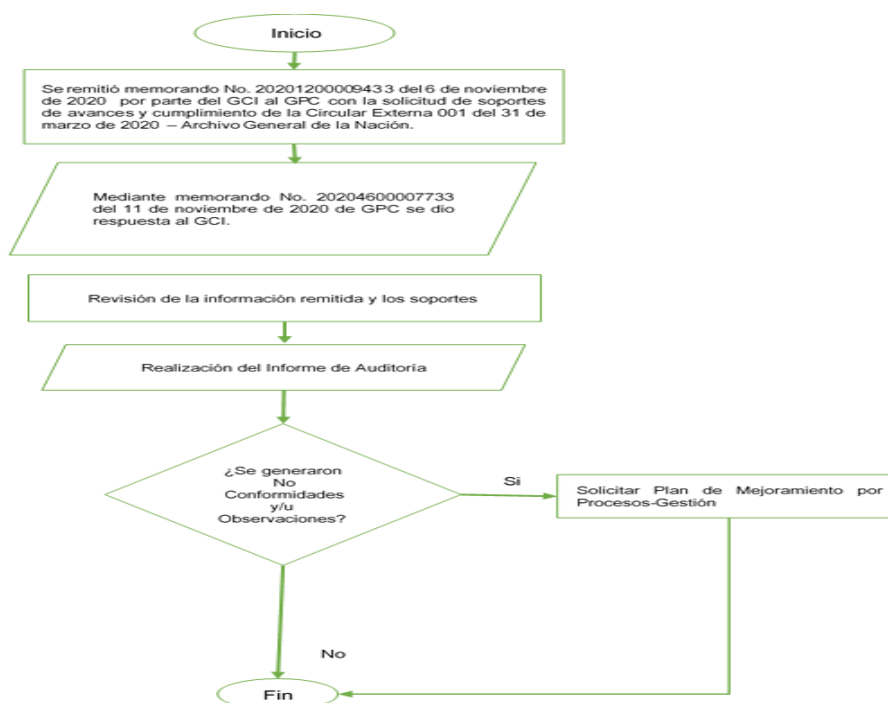 Inicio
Se remitió memorando No. 20201200009433 del 6 de noviembre
de 2020 por parte del GCI al GPC con la solicitud de soportes
de avances y cumplimiento de la Circular Externa 001 del 31 de
marzo de 2020 – Archivo General de la Nación.
Mediante memorando No. 20204600007733
del 11 de noviembre de 2020 de GPC se dio
respuesta al GCI.
Revisión de la información remitida y los soportes
Realización del Informe de Auditoría
¿Se generaron
No
Conformidades
y/u
Observaciones?
Si
Solicitar Plan de Mejoramiento por
Procesos-Gestión
No
Fin